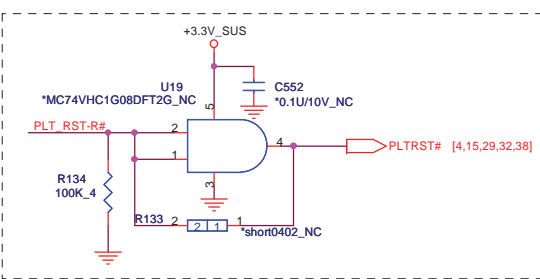 +3.3V_SUS
U19
*MC74VHC1G08DFT2G_NC
C552
*0.1U/10V_NC
5
PLT_RST-R#
2
4
PLTRST# [4,15,29,32,38]
1
3
R134
100K_4
R133
2
2 1
1
*short0402_NC